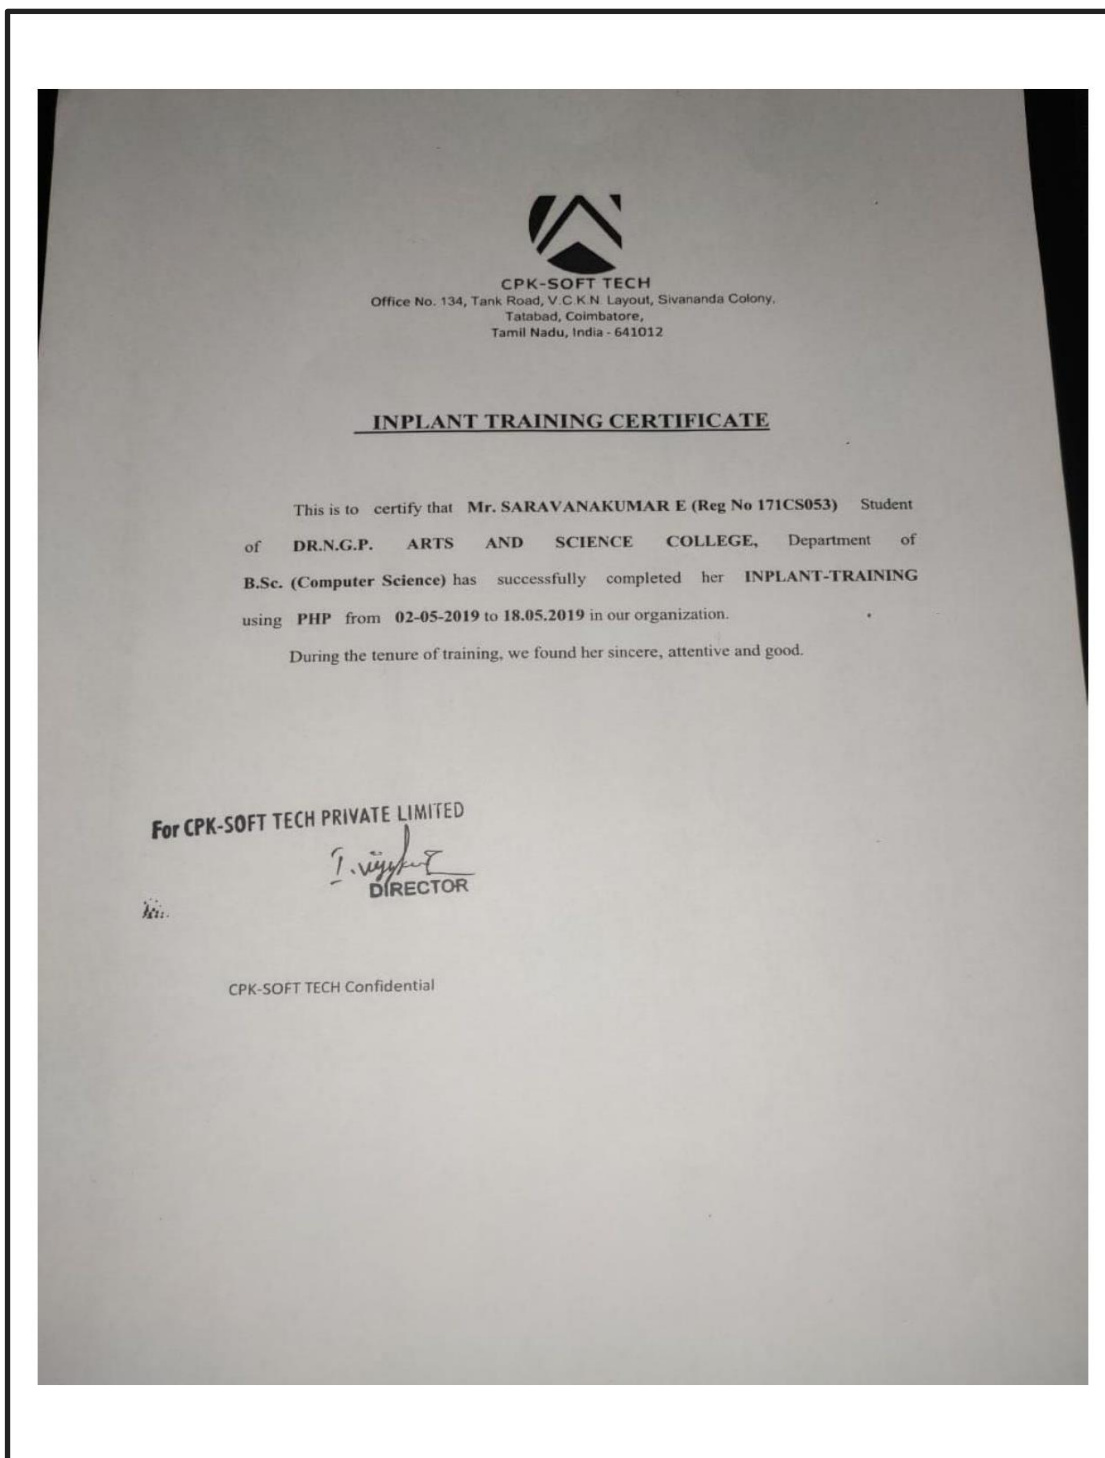 CPK-SOFT TECH
Office No. 134, Tank Road, V.C.K.N. Layout, Sivananda Colony,
Tatabad, Coimbatore,
Tamil Nadu, India - 641012
INPLANT TRAINING CERTIFICATE
This is to certify that Mr. SARAVANAKUMAR E (Reg No 171CS053) Student
of DR.N.G.P. ARTS AND SCIENCE COLLEGE, Department of
B.Sc. (Computer Science) has successfully completed her INPLANT-TRAINING
using PHP from 02-05-2019 to 18.05.2019 in our organization.
During the tenure of training, we found her sincere, attentive and good.
For CPK-SOFT TECH PRIVATE LIMITED
DIRECTOR
CPK-SOFT TECH Confidential